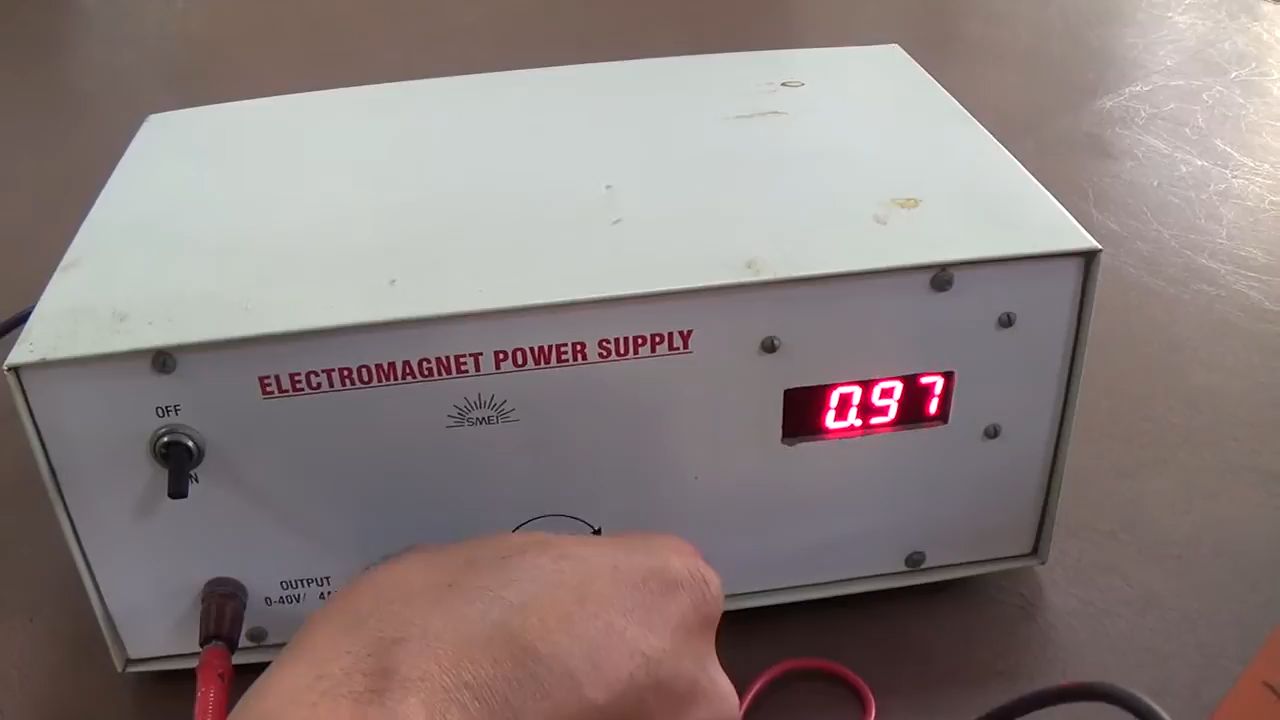 ELECTROMAGNET POWER SUPPLY
SMEI
OFF
0.97
OUTPUT
0-40V/